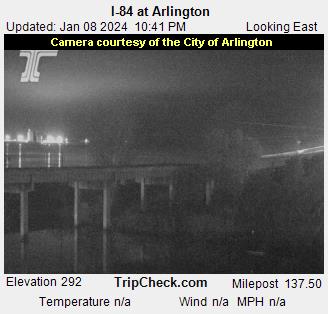 I-84 at Arlington
Updated: Jan 08 2024 10:41 PM Looking East
Camera courtesy of the City of Arlington
Elevation 292 TripCheck.com Milepost 137.50
Temperature n/a Wind n/a MPH n/a